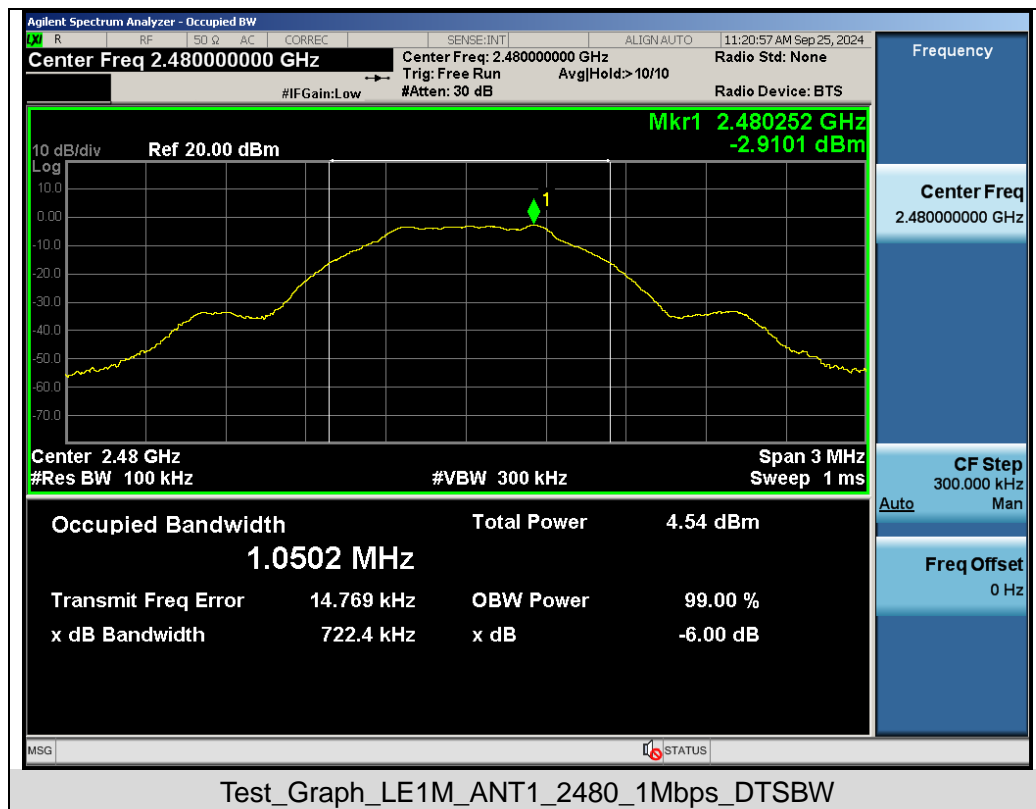 Agilent Spectrum Analyzer - Occupied BW
LXI R RF 50 Ω AC CORREC SENSE:INT ALIGN AUTO 11:20:57 AM Sep 25, 2024
Center Freq 2.480000000 GHz
Center Freq: 2.480000000 GHz
Radio Std: None
Trig: Free Run Avg|Hold:> 10/10
#IFGain:Low #Atten: 30 dB Radio Device: BTS
Frequency
Mkr1 2.480252 GHz
-2.9101 dBm
10 dB/div Ref 20.00 dBm
Log
10.0
0.00
-10.0
-20.0
-30.0
-40.0
-50.0
-60.0
-70.0
1
Center 2.48 GHz Span 3 MHz
#Res BW 100 kHz #VBW 300 kHz Sweep 1 ms
Center Freq
2.480000000 GHz
CF Step
300.000 kHz
Auto Man
Freq Offset
0 Hz
Occupied Bandwidth Total Power 4.54 dBm
1.0502 MHz
Transmit Freq Error 14.769 kHz OBW Power 99.00 %
x dB Bandwidth 722.4 kHz x dB -6.00 dB
MSG STATUS
Test_Graph_LE1M_ANT1_2480_1Mbps_DTSBW